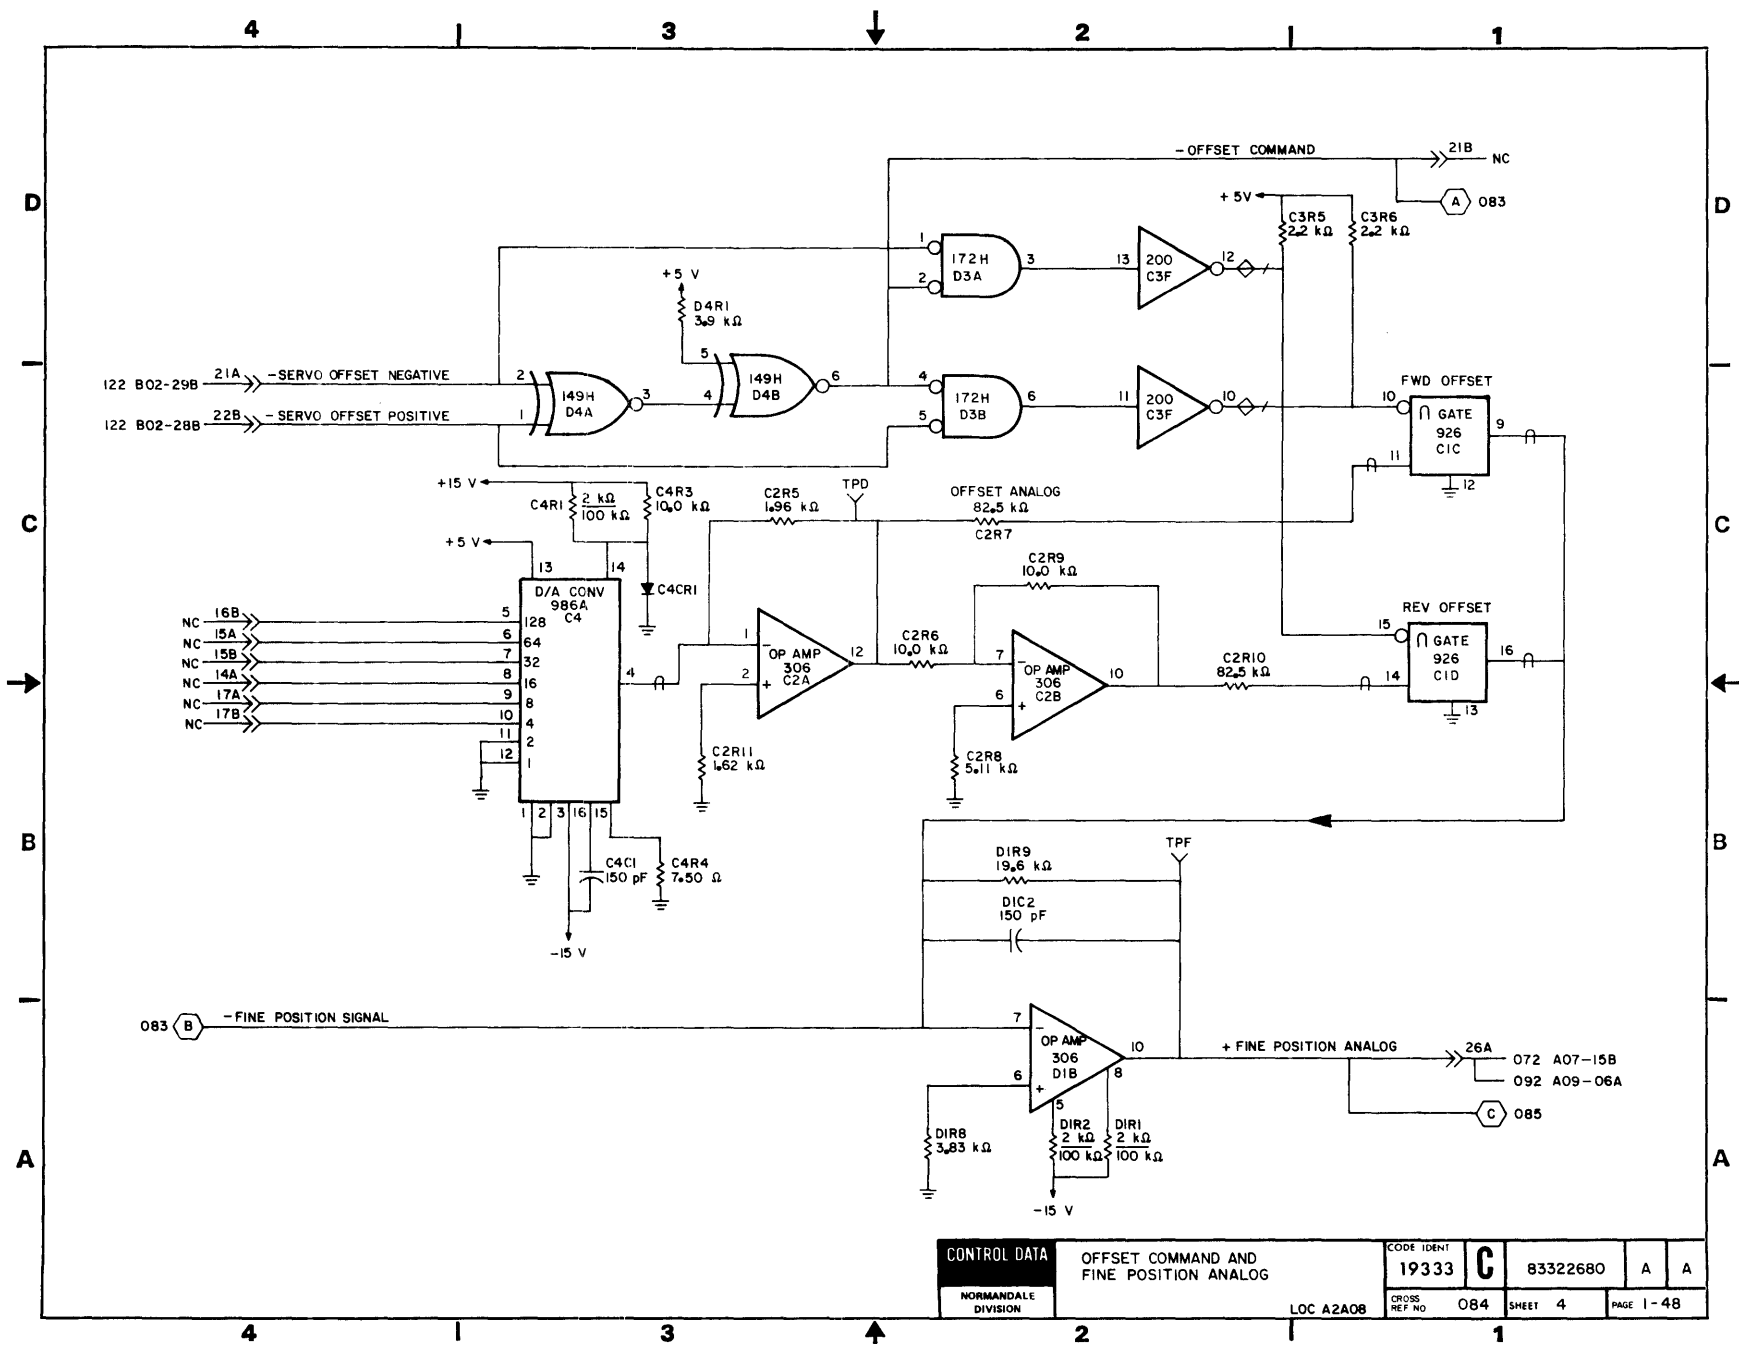 4 3 2 1
D
C
B
A
D
C
B
A
-OFFSET COMMAND
21B
NC
A 083
+5V
C3R5
2.2 kΩ
C3R6
2.2 kΩ
1
2
172H
D3A
3
13
200
C3F
12
+5 V
D4R1
3.9 kΩ
122 B02-29B
21A
-SERVO OFFSET NEGATIVE
122 B02-28B
22B
-SERVO OFFSET POSITIVE
2
1
149H
D4A
3
5
4
149H
D4B
6
4
5
172H
D3B
6
11
200
C3F
10
FWD OFFSET
10
∩ GATE
926
C1C
9
11
12
+15 V
C4R1
2 kΩ
100 kΩ
C4R3
10.0 kΩ
C2R5
1.96 kΩ
TPD
OFFSET ANALOG
82.5 kΩ
C2R7
+5 V
13
14
C4CR1
D/A CONV
986A
C4
NC 16B 5 128
NC 15A 6 64
NC 15B 7 32
NC 14A 8 16
NC 17A 9 8
NC 17B 10 4
11 2
12 1
4
1 2 3 16 15
C4C1
150 pF
C4R4
7.50 Ω
-15 V
1
2
-
+
OP AMP
306
C2A
12
C2R11
1.62 kΩ
C2R6
10.0 kΩ
C2R9
10.0 kΩ
7
6
-
+
OP AMP
306
C2B
10
C2R8
5.11 kΩ
C2R10
82.5 kΩ
REV OFFSET
15
∩ GATE
926
C1D
16
14
13
TPF
D1R9
19.6 kΩ
D1C2
150 pF
083 B
-FINE POSITION SIGNAL
7
6
-
+
OP AMP
306
D1B
10
8
5
D1R8
3.83 kΩ
D1R2
2 kΩ
100 kΩ
D1R1
2 kΩ
100 kΩ
-15 V
+ FINE POSITION ANALOG
26A
072 A07-15B
092 A09-06A
C 085
CONTROL DATA
NORMANDALE
DIVISION
OFFSET COMMAND AND
FINE POSITION ANALOG
LOC A2A08
CODE IDENT
19333
C
83322680
A
A
CROSS
REF NO
084
SHEET 4
PAGE 1-48
4 3 2 1